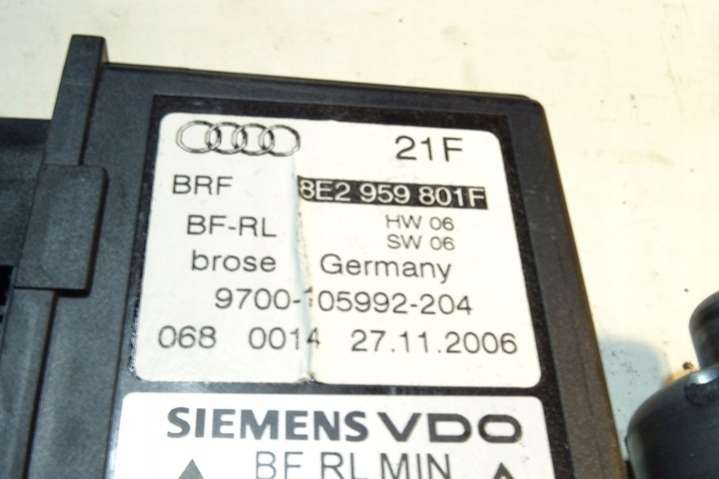 21F
BRF 8E2 959 801F
BF-RL HW 06
SW 06
brose Germany
9700-105992-204
068 0014 27.11.2006
SIEMENS VDO
BF RL MIN